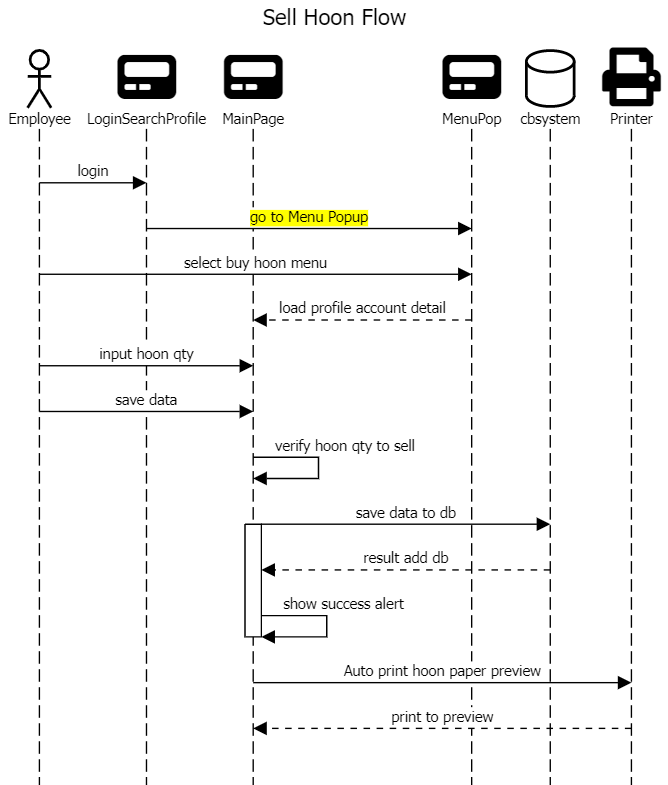 Sell Hoon Flow
Employee
LoginSearchProfile
MainPage
MenuPop
cbsystem
Printer
login
go to Menu Popup
select buy hoon menu
load profile account detail
input hoon qty
save data
verify hoon qty to sell
save data to db
result add db
show success alert
Auto print hoon paper preview
print to preview